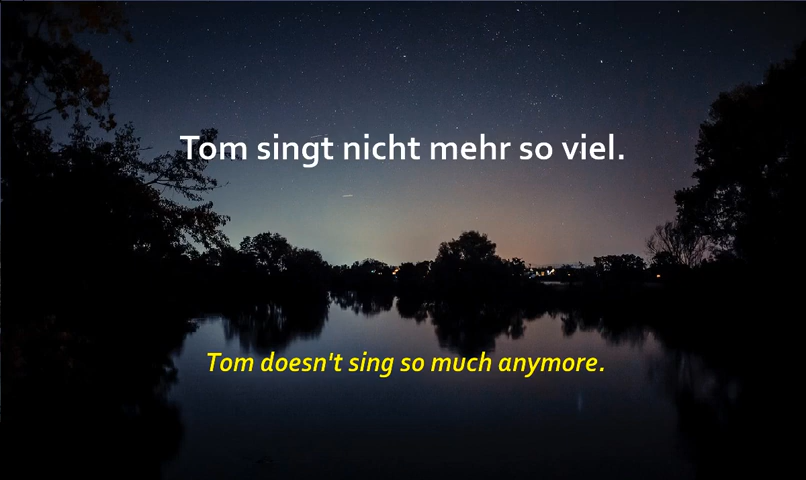 Tom singt nicht mehr so viel.
Tom doesn't sing so much anymore.